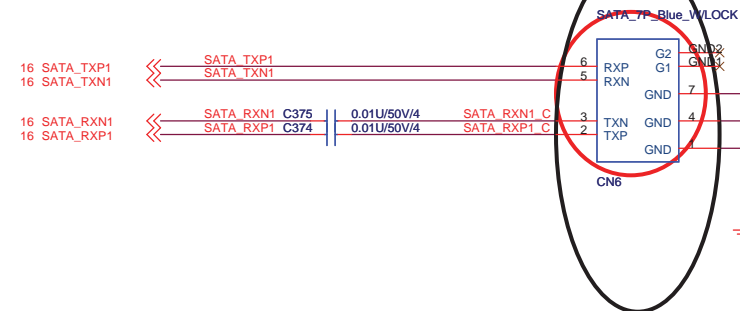 SATA_7P_Blue_W/LOCK
16 SATA_TXP1 SATA_TXP1 6 RXP G2 GND2
16 SATA_TXN1 SATA_TXN1 5 RXN G1 GND1
GND 7
16 SATA_RXN1 SATA_RXN1 C375 0.01U/50V/4 SATA_RXN1_C 3 TXN GND 4
16 SATA_RXP1 SATA_RXP1 C374 0.01U/50V/4 SATA_RXP1_C 2 TXP
GND 1
CN6